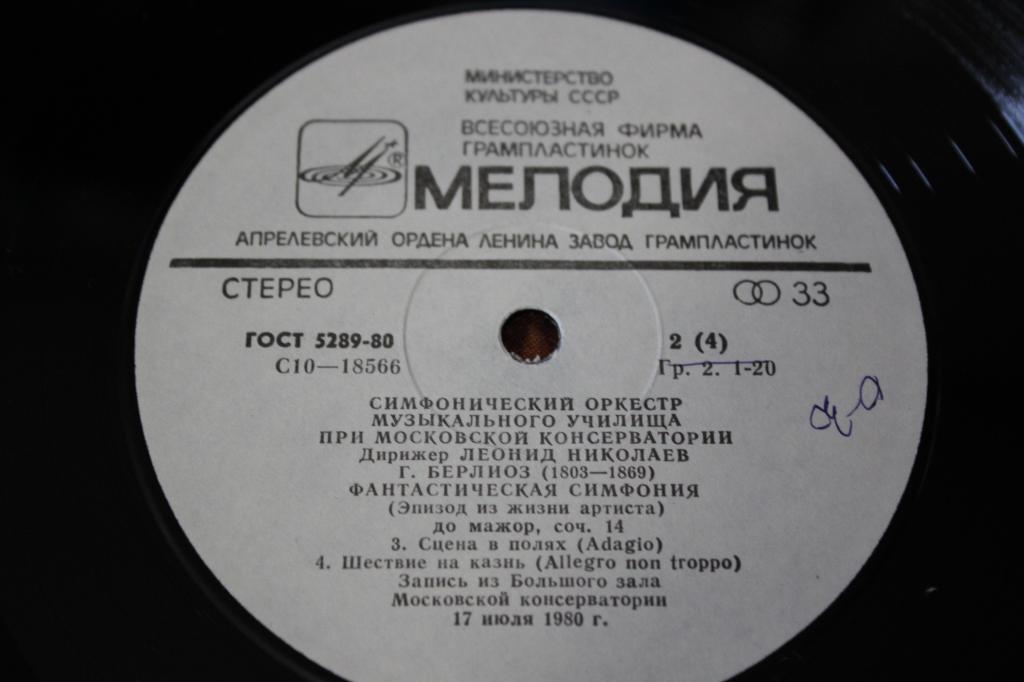 МИНИСТЕРСТВО
КУЛЬТУРЫ СССР
ВСЕСОЮЗНАЯ ФИРМА
ГРАМПЛАСТИНОК
®
МЕЛОДИЯ
АПРЕЛЕВСКИЙ ОРДЕНА ЛЕНИНА ЗАВОД ГРАМПЛАСТИНОК
СТЕРЕО 33
ГОСТ 5289-80 2 (4)
С10—18566 Гр. 2. 1-20
СИМФОНИЧЕСКИЙ ОРКЕСТР
МУЗЫКАЛЬНОГО УЧИЛИЩА
ПРИ МОСКОВСКОЙ КОНСЕРВАТОРИИ
Дирижер ЛЕОНИД НИКОЛАЕВ
Г. БЕРЛИОЗ (1803—1869)
ФАНТАСТИЧЕСКАЯ СИМФОНИЯ
(Эпизод из жизни артиста)
до мажор, соч. 14
3. Сцена в полях (Adagio)
4. Шествие на казнь (Allegro non troppo)
Запись из Большого зала
Московской консерватории
17 июля 1980 г.